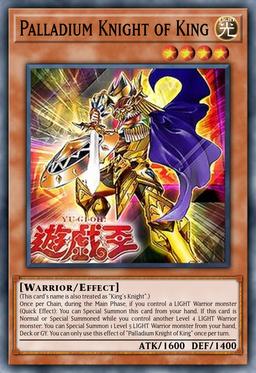 PALLADIUM KNIGHT OF KING
LIGHT
光
YU-GI-OH!
遊戯王
[WARRIOR/EFFECT]
(This card's name is also treated as "King's Knight".)
Once per Chain, during the Main Phase, if you control a LIGHT Warrior monster
(Quick Effect): You can Special Summon this card from your hand. If this card is
Normal or Special Summoned while you control another Level 4 LIGHT Warrior
monster: You can Special Summon 1 Level 5 LIGHT Warrior monster from your hand,
Deck or GY. You can only use this effect of "Palladium Knight of King" once per turn.
ATK/1600 DEF/1400